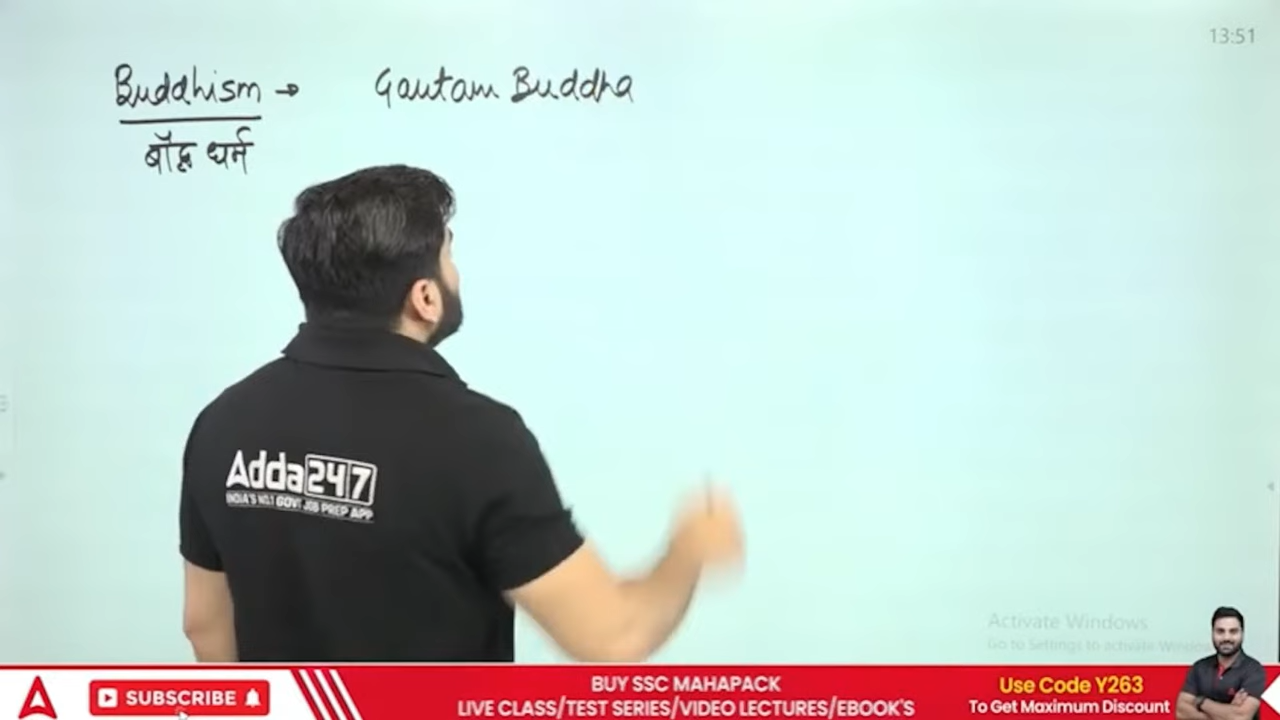 13:51
Buddhism → Gautam Buddha
बौद्ध धर्म
Adda247
INDIA'S NO.1 GOVT JOB PREP APP
Activate Windows
Go to Settings to activate Windows
SUBSCRIBE
BUY SSC MAHAPACK
LIVE CLASS/TEST SERIES/VIDEO LECTURES/EBOOK'S
Use Code Y263
To Get Maximum Discount